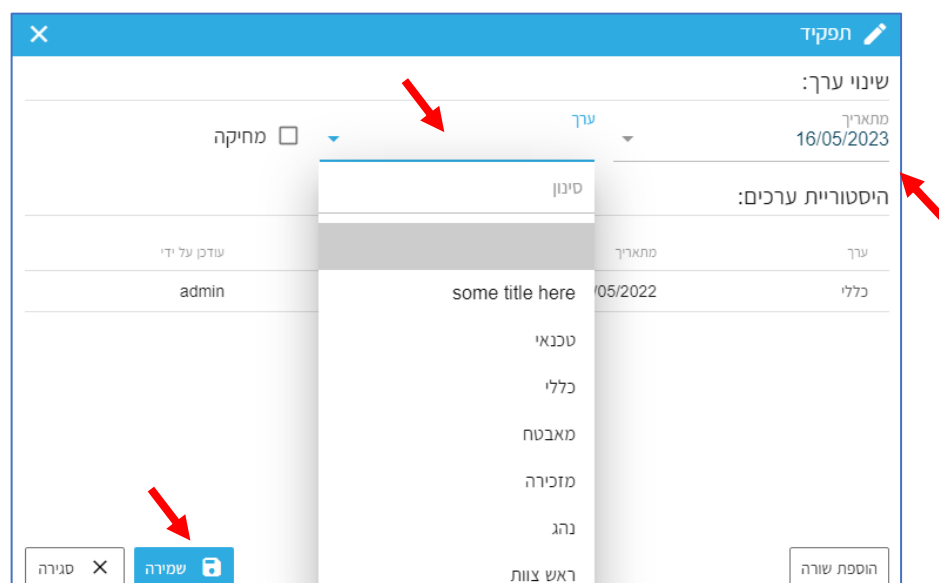 תפקיד
שינוי ערך:
מתאריך
16/05/2023
ערך
מחיקה
סינון
היסטוריית ערכים:
ערך מתאריך עודכן על ידי
כללי /05/2022 admin
some title here
טכנאי
כללי
מאבטח
מזכירה
נהג
ראש צוות
הוספת שורה
שמירה
סגירה